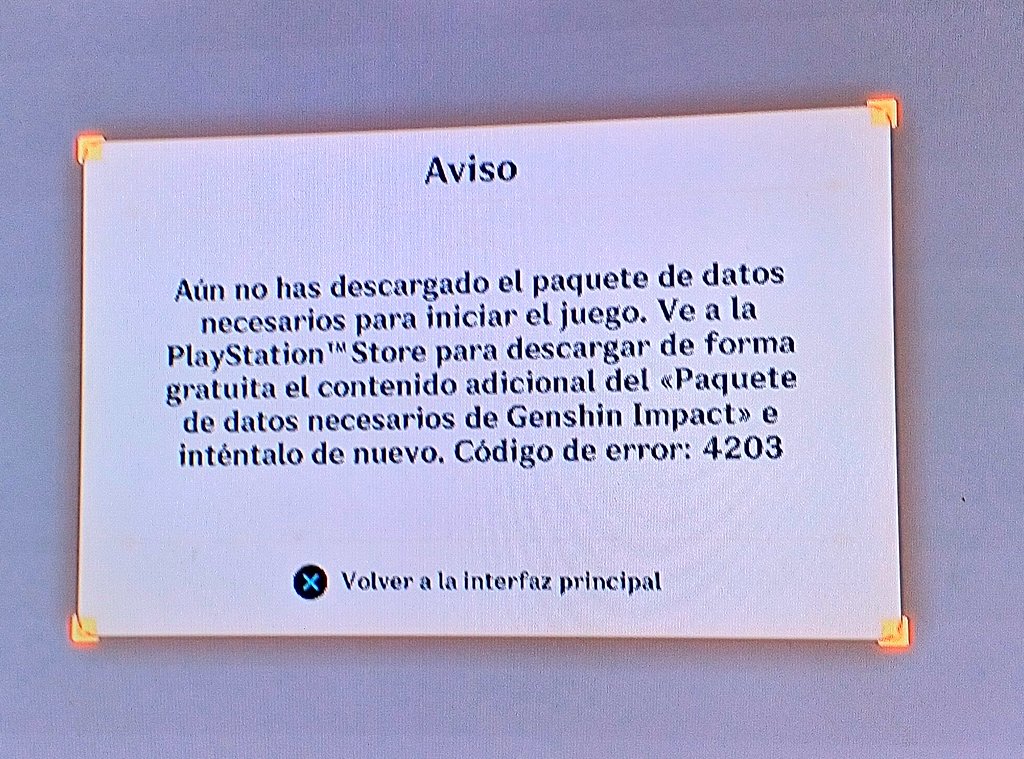 Aviso
Aún no has descargado el paquete de datos
necesarios para iniciar el juego. Ve a la
PlayStation™Store para descargar de forma
gratuita el contenido adicional del «Paquete
de datos necesarios de Genshin Impact» e
inténtalo de nuevo. Código de error: 4203
Volver a la interfaz principal